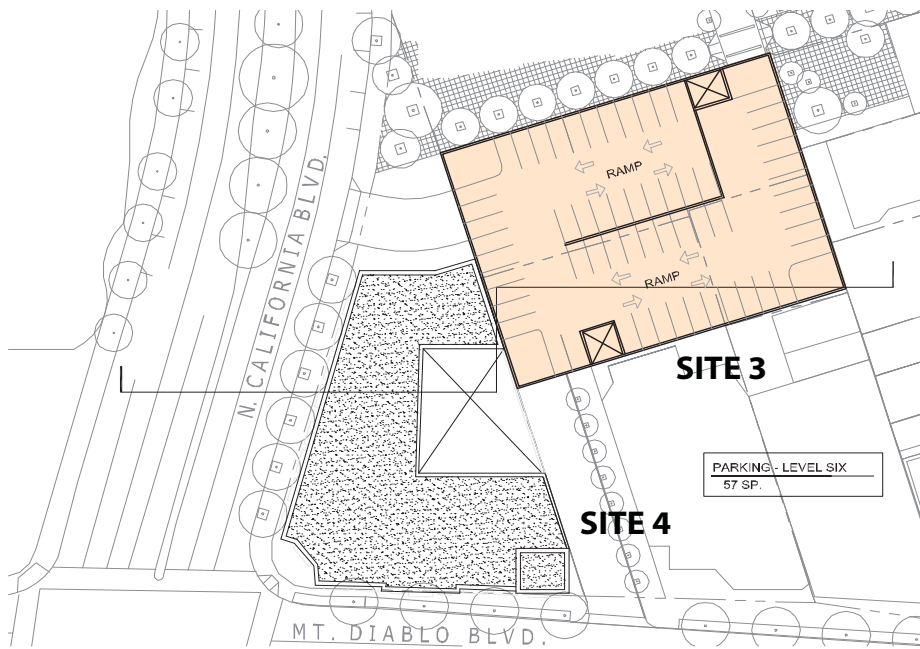 N. CALIFORNIA BLVD.
RAMP
RAMP
SITE 3
PARKING - LEVEL SIX
57 SP.
SITE 4
MT. DIABLO BLVD.